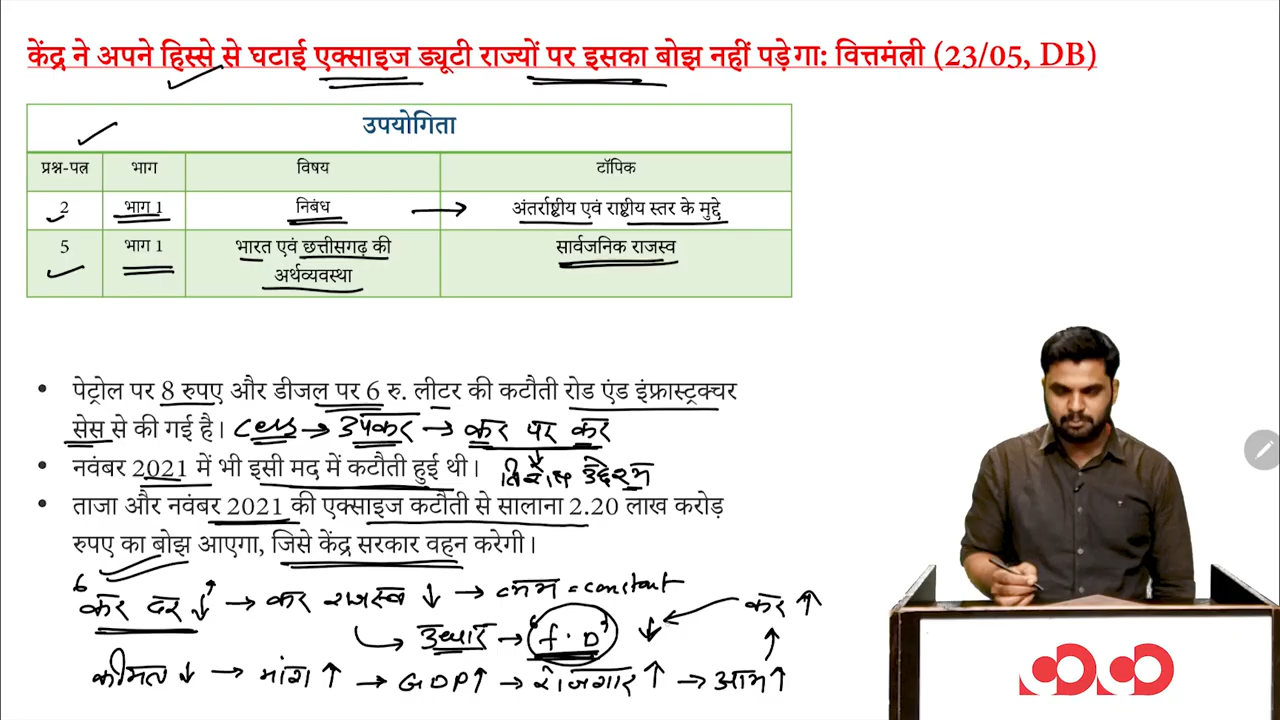 केंद्र ने अपने हिस्से से घटाई एक्साइज ड्यूटी राज्यों पर इसका बोझ नहीं पड़ेगा: वित्तमंत्री (23/05, DB)
उपयोगिता
प्रश्न-पत्र भाग विषय टॉपिक
2 भाग 1 निबंध → अंतर्राष्ट्रीय एवं राष्ट्रीय स्तर के मुद्दे
5 भाग 1 भारत एवं छत्तीसगढ़ की सार्वजनिक राजस्व
अर्थव्यवस्था
• पेट्रोल पर 8 रुपए और डीजल पर 6 रु. लीटर की कटौती रोड एंड इंफ्रास्ट्रक्चर
सेस से की गई है। Cess → उपकर → कर पर कर
• नवंबर 2021 में भी इसी मद में कटौती हुई थी। विशेष उद्देश्य
• ताजा और नवंबर 2021 की एक्साइज कटौती से सालाना 2.20 लाख करोड़
रुपए का बोझ आएगा, जिसे केंद्र सरकार वहन करेगी।
"कर दर" ↓ → कर राजस्व ↓ → व्यय = constant कर ↑
उधार → "F.D" ↓
कीमत ↓ → मांग ↑ → GDP ↑ → रोजगार ↑ → आय ↑